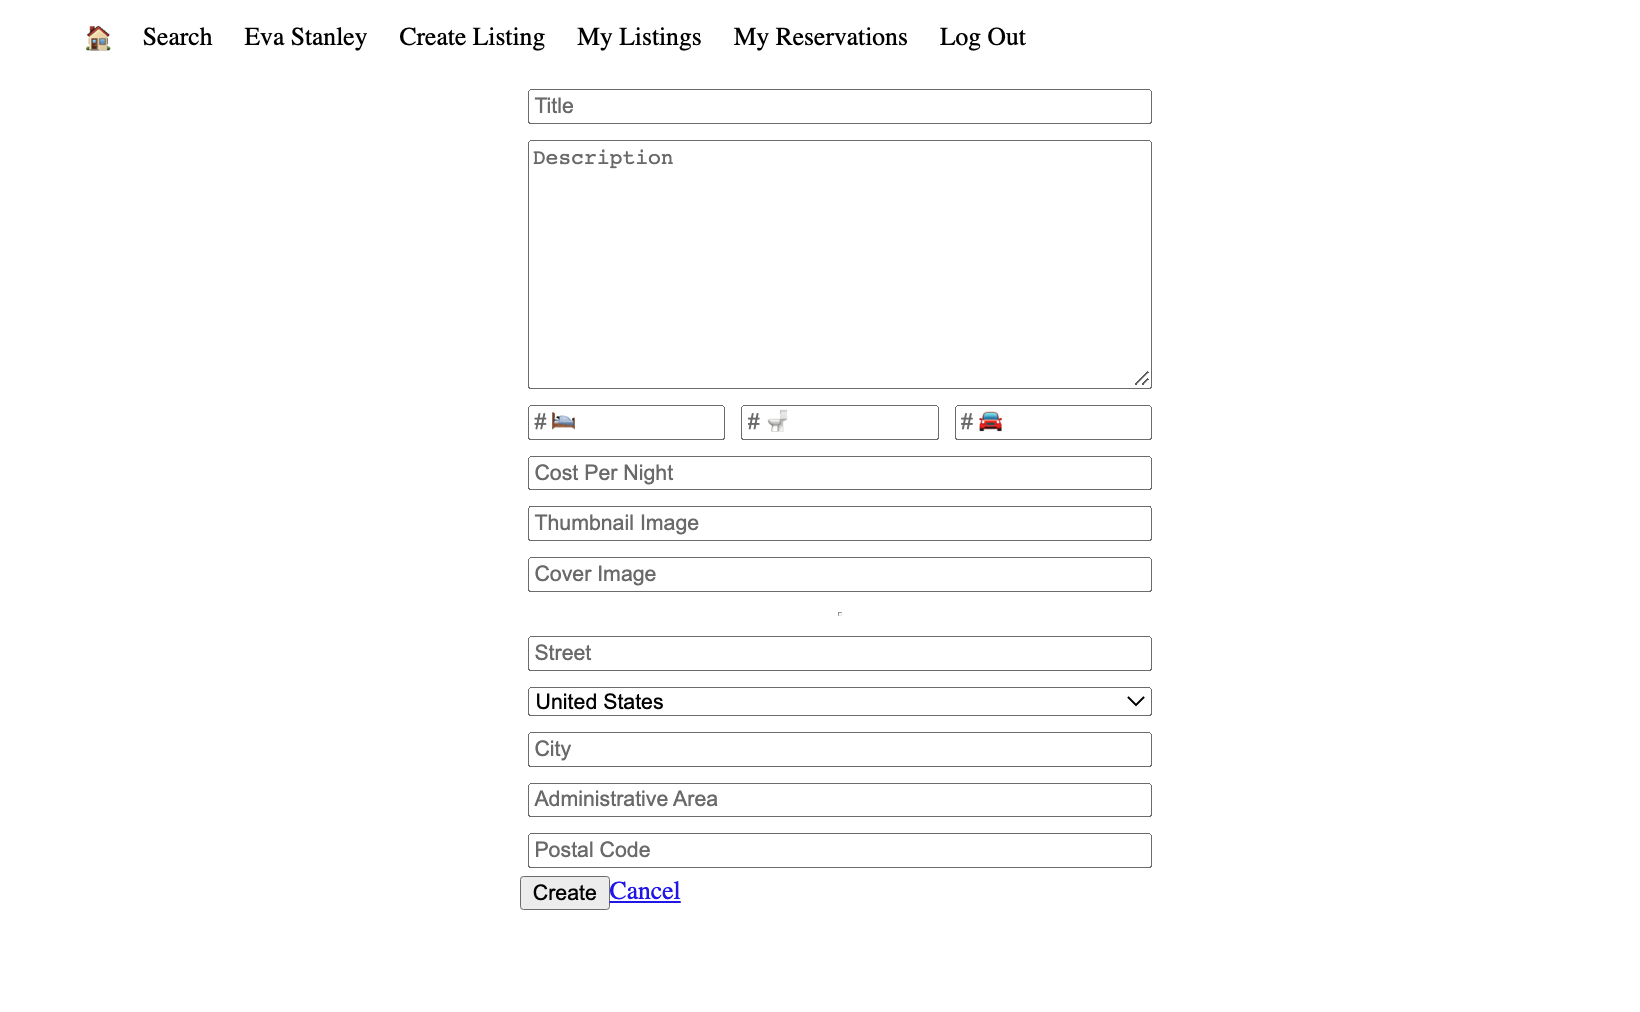 🏠 Search Eva Stanley Create Listing My Listings My Reservations Log Out
Title
Description
# 🛌 # 🚽 # 🚘
Cost Per Night
Thumbnail Image
Cover Image
Street
United States
City
Administrative Area
Postal Code
Create Cancel